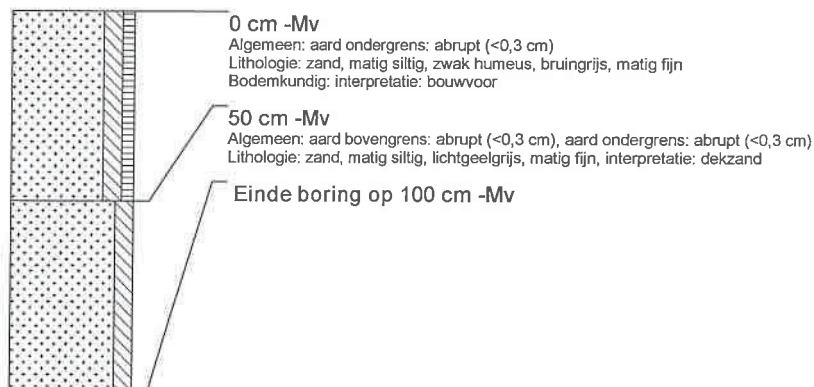 0 cm -Mv
Algemeen: aard ondergrens: abrupt (<0,3 cm)
Lithologie: zand, matig siltig, zwak humeus, bruingrijs, matig fijn
Bodemkundig: interpretatie: bouwvoor
50 cm -Mv
Algemeen: aard bovengrens: abrupt (<0,3 cm), aard ondergrens: abrupt (<0,3 cm)
Lithologie: zand, matig siltig, lichtgeelgrijs, matig fijn, interpretatie: dekzand
Einde boring op 100 cm -Mv